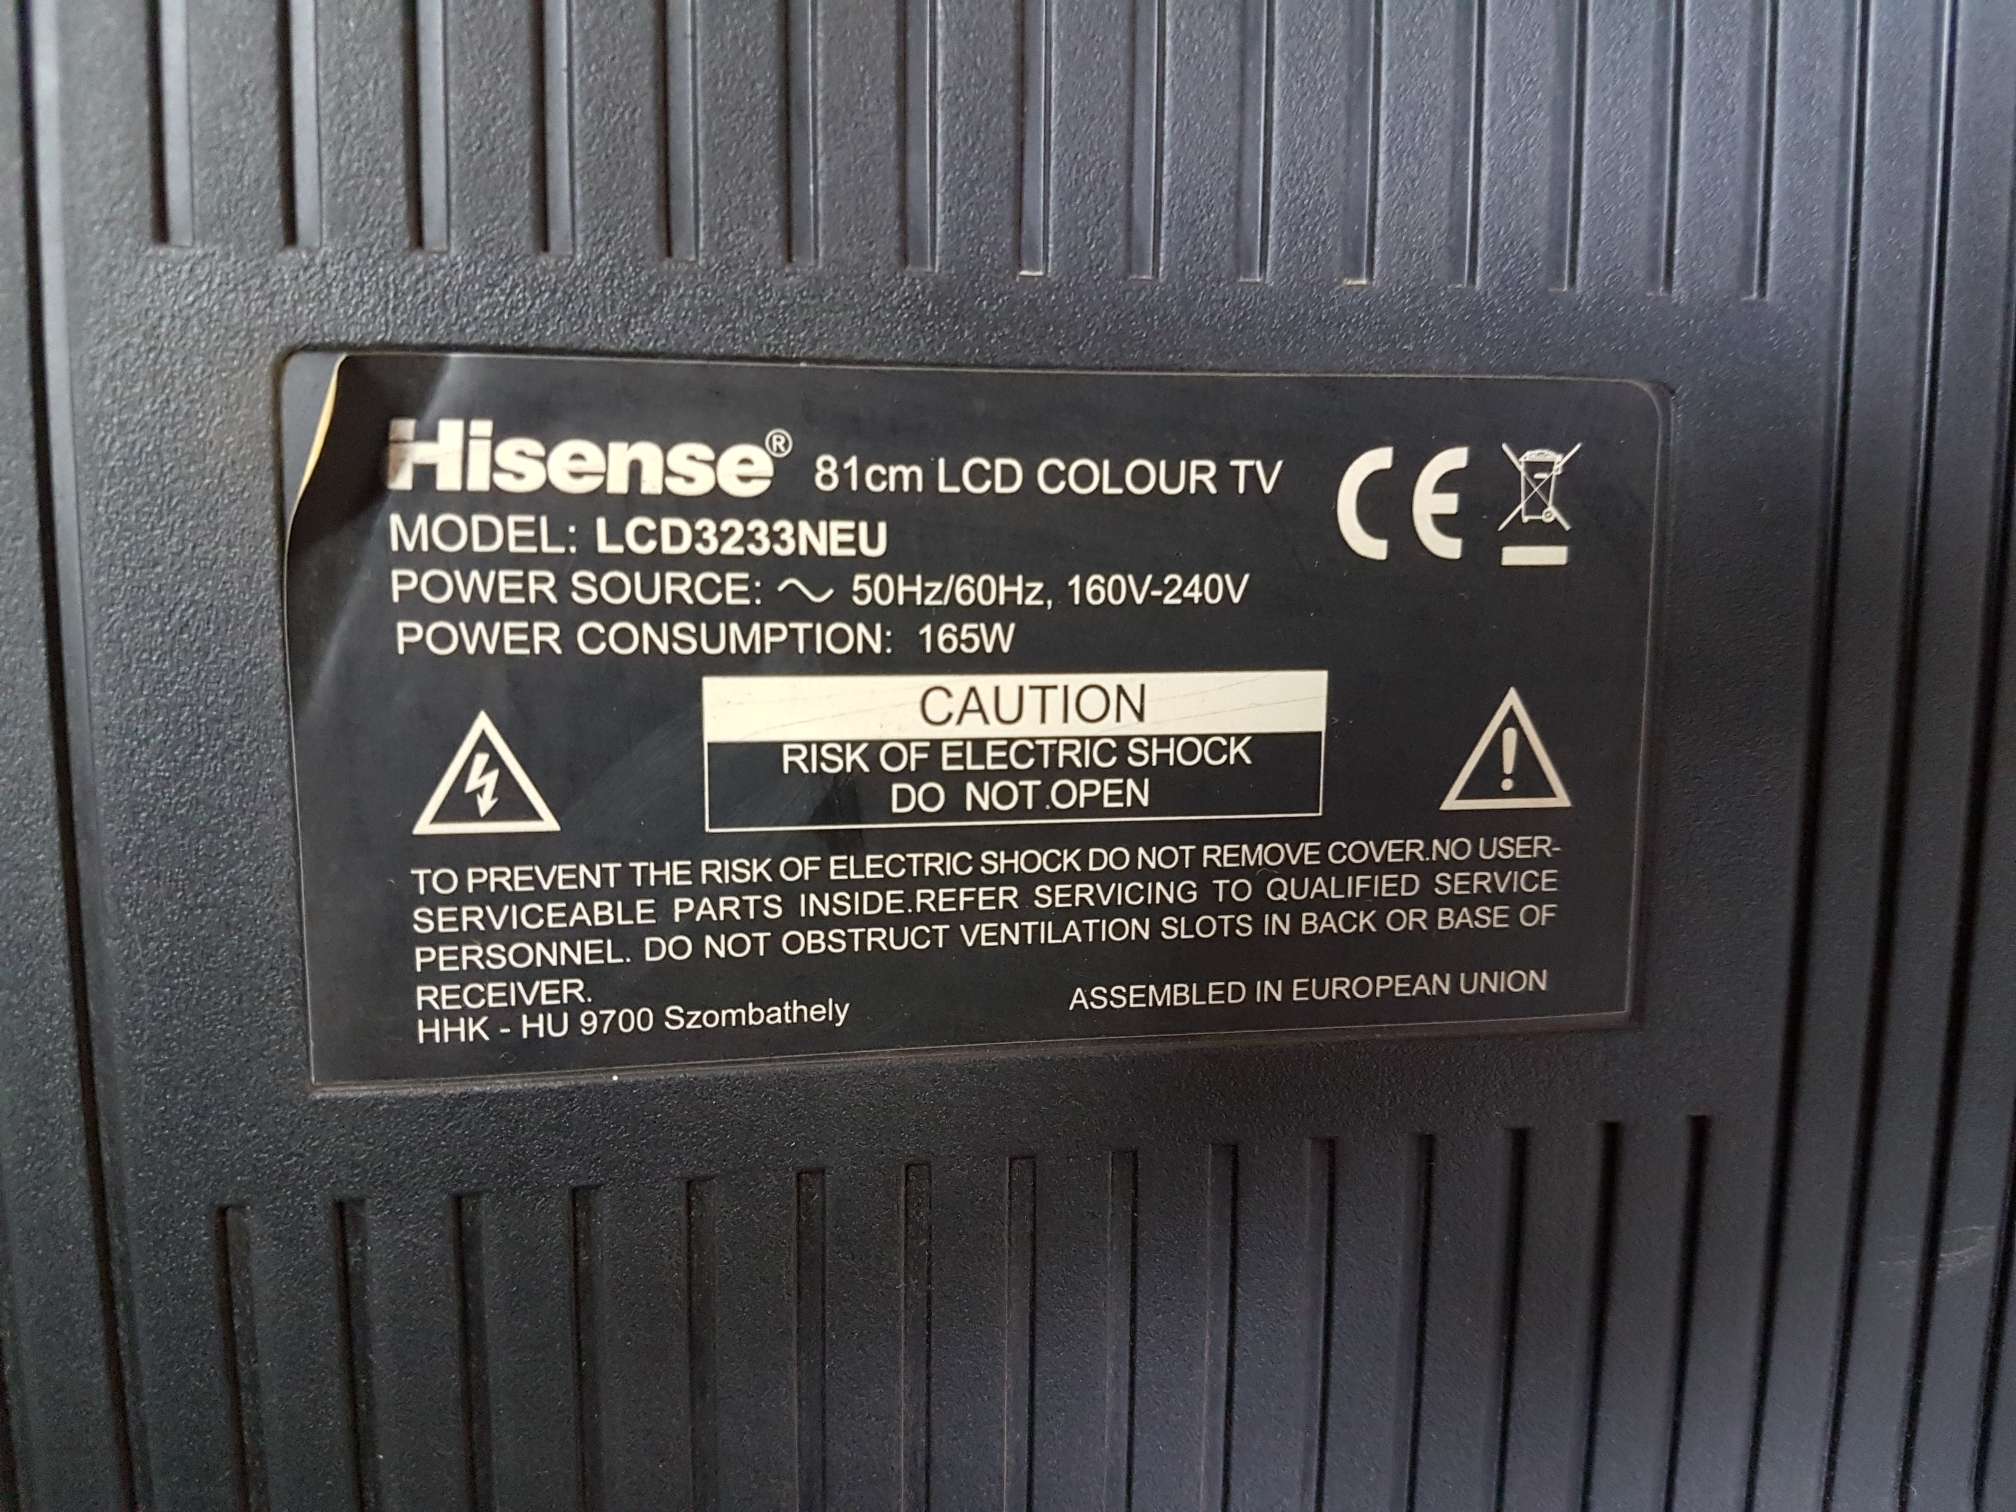 Hisense® 81cm LCD COLOUR TV
MODEL: LCD3233NEU
POWER SOURCE: ∼ 50Hz/60Hz, 160V-240V
POWER CONSUMPTION: 165W
CE
CAUTION
RISK OF ELECTRIC SHOCK
DO NOT.OPEN
TO PREVENT THE RISK OF ELECTRIC SHOCK DO NOT REMOVE COVER.NO USER-
SERVICEABLE PARTS INSIDE.REFER SERVICING TO QUALIFIED SERVICE
PERSONNEL. DO NOT OBSTRUCT VENTILATION SLOTS IN BACK OR BASE OF
RECEIVER.
HHK - HU 9700 Szombathely
ASSEMBLED IN EUROPEAN UNION